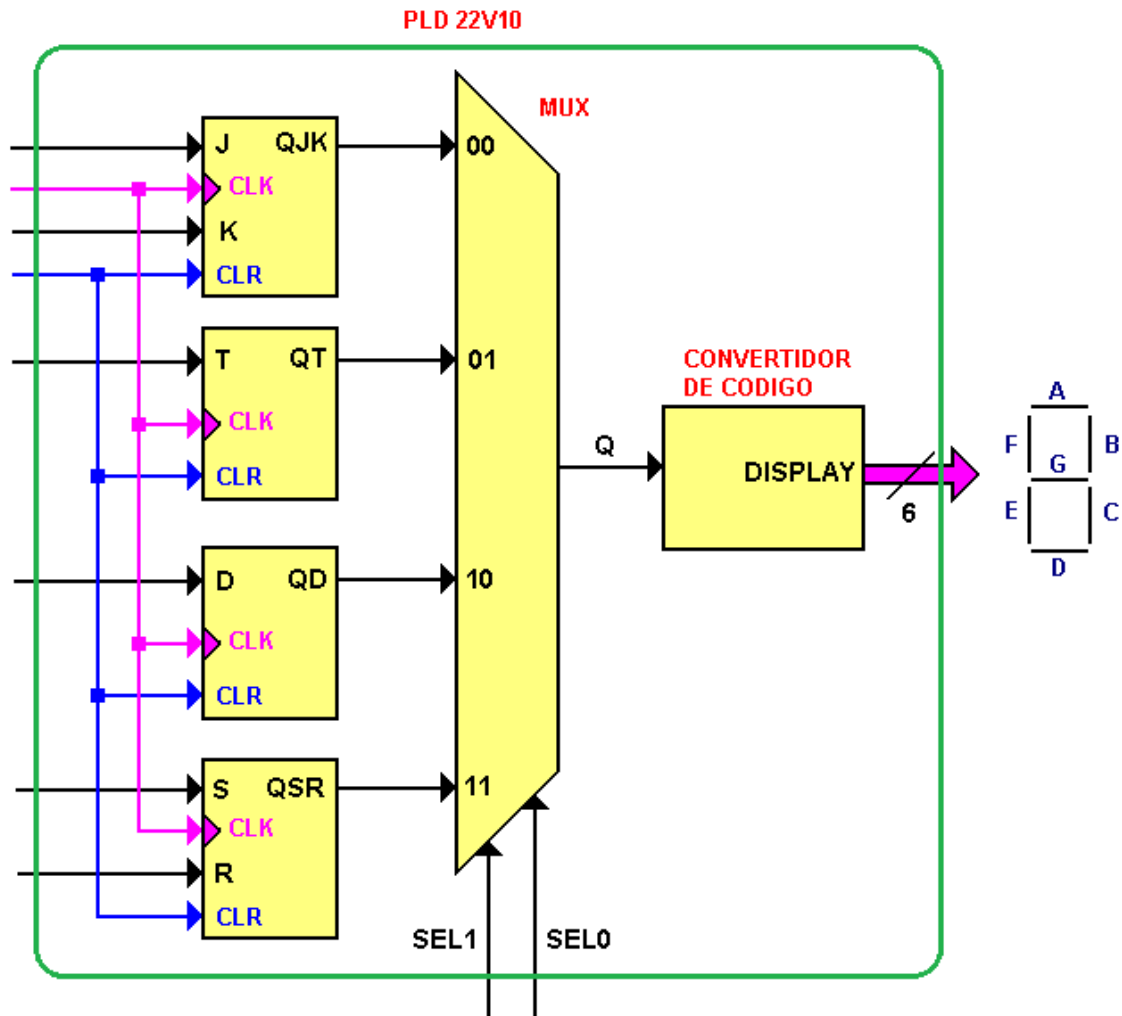 PLD 22V10
MUX
J QJK
CLK
K
CLR
00
T QT
CLK
CLR
01
D QD
CLK
CLR
10
S QSR
CLK
R
CLR
11
SEL1
SEL0
Q
CONVERTIDOR
DE CODIGO
DISPLAY
6
A
F
B
G
E
C
D